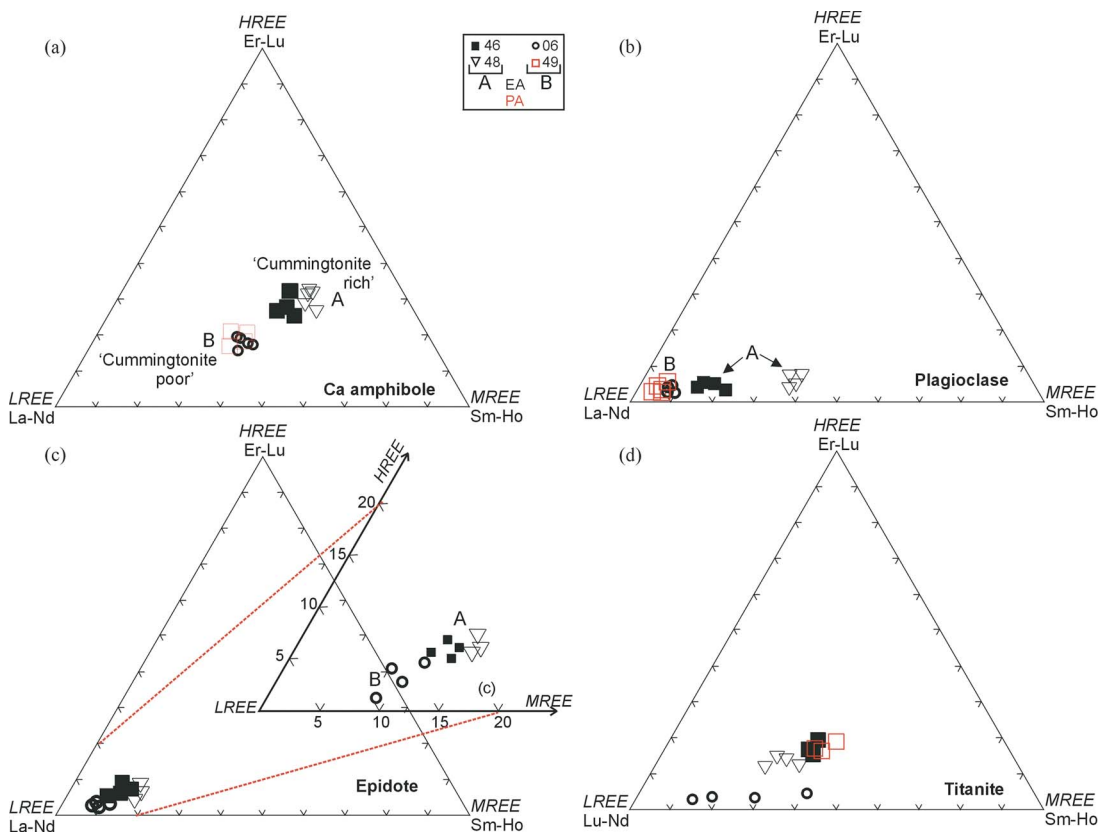 (a)
HREE
Er-Lu
46 06
48 49
A B
EA
PA
(b)
HREE
Er-Lu
'Cummingtonite
rich'
A
B
'Cummingtonite
poor'
Ca amphibole
LREE
La-Nd
MREE
Sm-Ho
A
B
Plagioclase
LREE
La-Nd
MREE
Sm-Ho
(c)
HREE
Er-Lu
HREE
20
15
10
5
A
B
(c)
LREE
5 10 15 20
MREE
Epidote
LREE
La-Nd
MREE
Sm-Ho
(d)
HREE
Er-Lu
Titanite
LREE
Lu-Nd
MREE
Sm-Ho